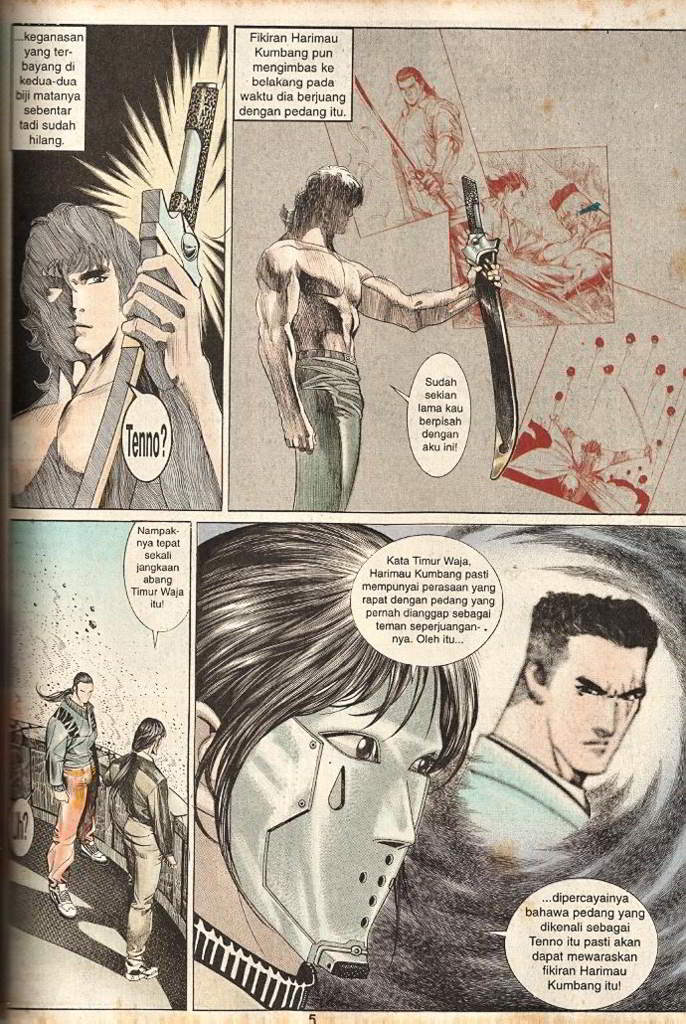 ...keganasan
yang ter-
bayang di
kedua-dua
biji matanya
sebentar
tadi sudah
hilang.
Tenno?
Fikiran Harimau
Kumbang pun
mengimbas ke
belakang pada
waktu dia berjuang
dengan pedang itu.
Sudah
sekian
lama kau
berpisah
dengan
aku ini!
Nampak-
nya tepat
sekali
jangkaan
abang
Timur Waja
itu!
Kata Timur Waja,
Harimau Kumbang pasti
mempunyai perasaan yang
rapat dengan pedang yang
pernah dianggap sebagai
teman seperjuangan-
nya. Oleh itu...
...dipercayainya
bahawa pedang yang
dikenali sebagai
Tenno itu pasti akan
dapat mewaraskan
fikiran Harimau
Kumbang itu!
5